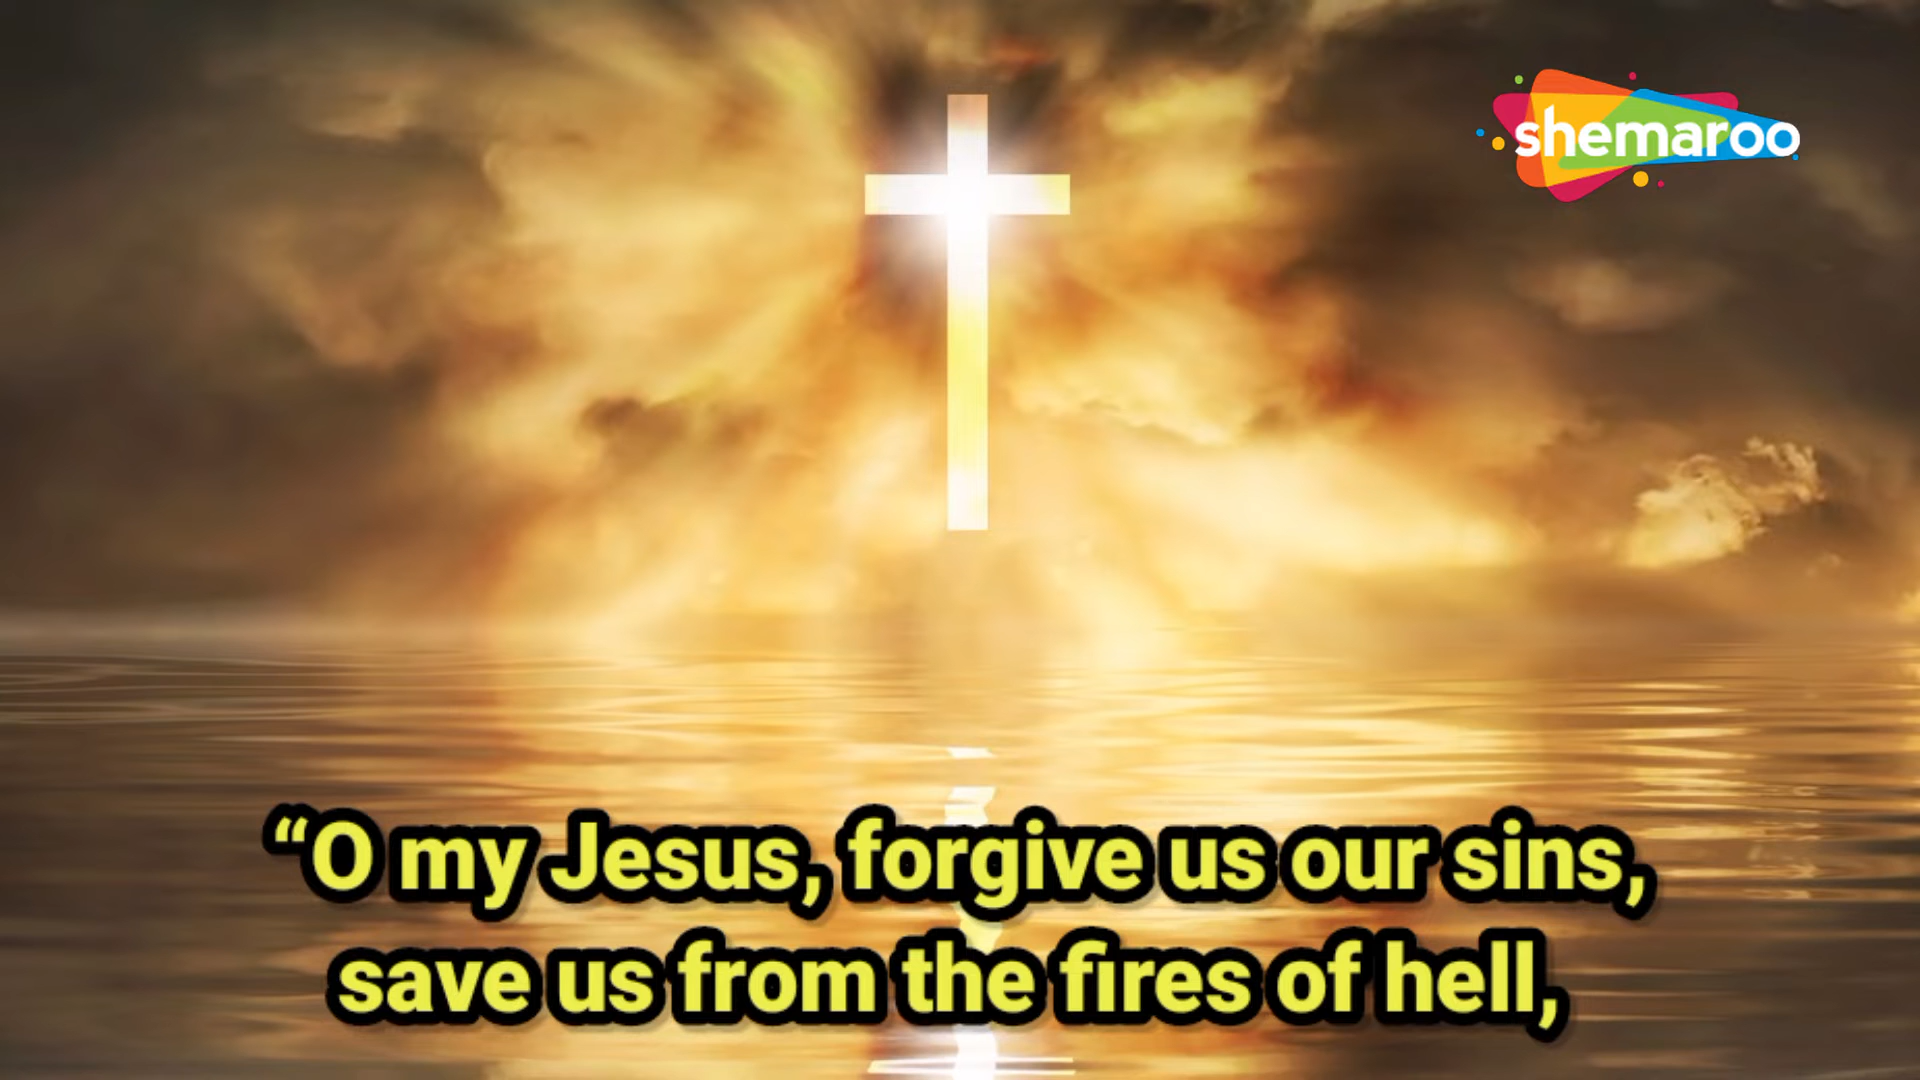 shemaroo
“O my Jesus, forgive us our sins,
save us from the fires of hell,